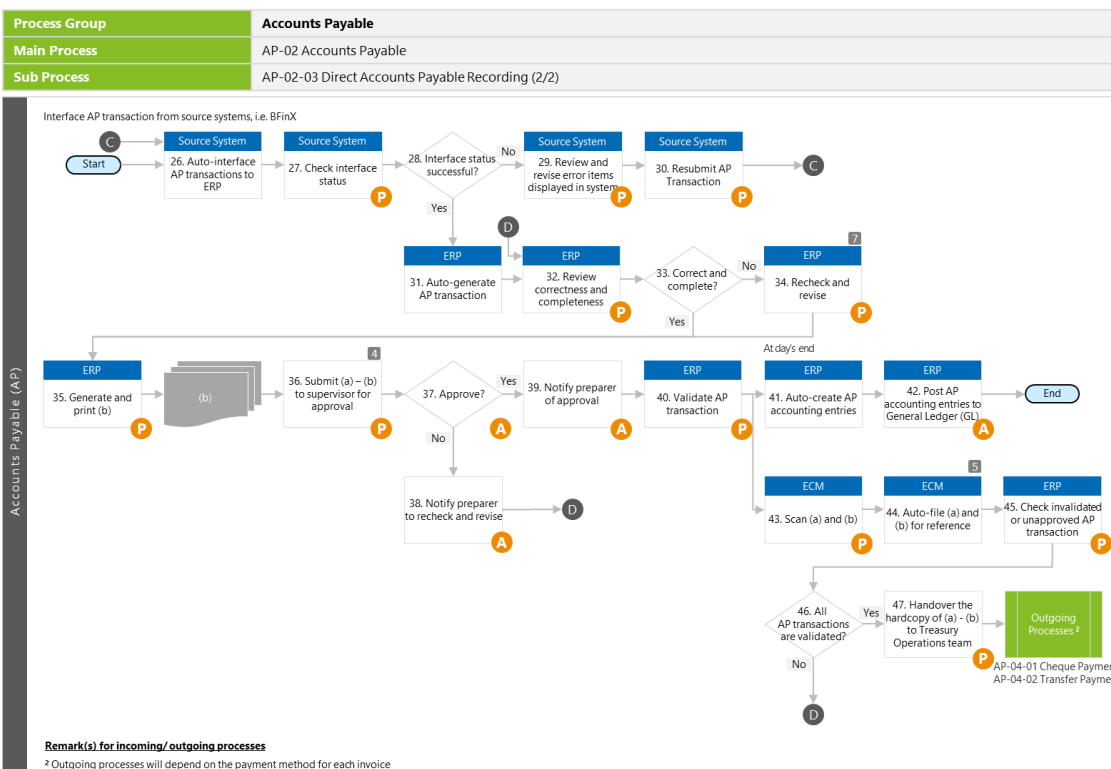 Process Group
Accounts Payable
Main Process
AP-02 Accounts Payable
Sub Process
AP-02-03 Direct Accounts Payable Recording (2/2)
Accounts Payable (AP)
Interface AP transaction from source systems, i.e. BFinX
C
Start
Source System
26. Auto-interface
AP transactions to
ERP
Source System
27. Check interface
status
P
28. Interface status
successful?
No
Yes
Source System
29. Review and
revise error items
displayed in system
P
Source System
30. Resubmit AP
Transaction
P
C
D
ERP
31. Auto-generate
AP transaction
ERP
32. Review
correctness and
completeness
P
33. Correct and
complete?
No
Yes
7
ERP
34. Recheck and
revise
P
ERP
35. Generate and
print (b)
P
(b)
4
36. Submit (a) – (b)
to supervisor for
approval
P
37. Approve?
A
Yes
No
39. Notify preparer
of approval
A
ERP
40. Validate AP
transaction
P
At day's end
ERP
41. Auto-create AP
accounting entries
ERP
42. Post AP
accounting entries to
General Ledger (GL)
A
End
38. Notify preparer
to recheck and revise
A
D
ECM
43. Scan (a) and (b)
P
5
ECM
44. Auto-file (a) and
(b) for reference
ERP
45. Check invalidated
or unapproved AP
transaction
P
46. All
AP transactions
are validated?
Yes
No
47. Handover the
hardcopy of (a) - (b)
to Treasury
Operations team
P
Outgoing
Processes ²
AP-04-01 Cheque Paymen
AP-04-02 Transfer Payme
D
Remark(s) for incoming/ outgoing processes
² Outgoing processes will depend on the payment method for each invoice